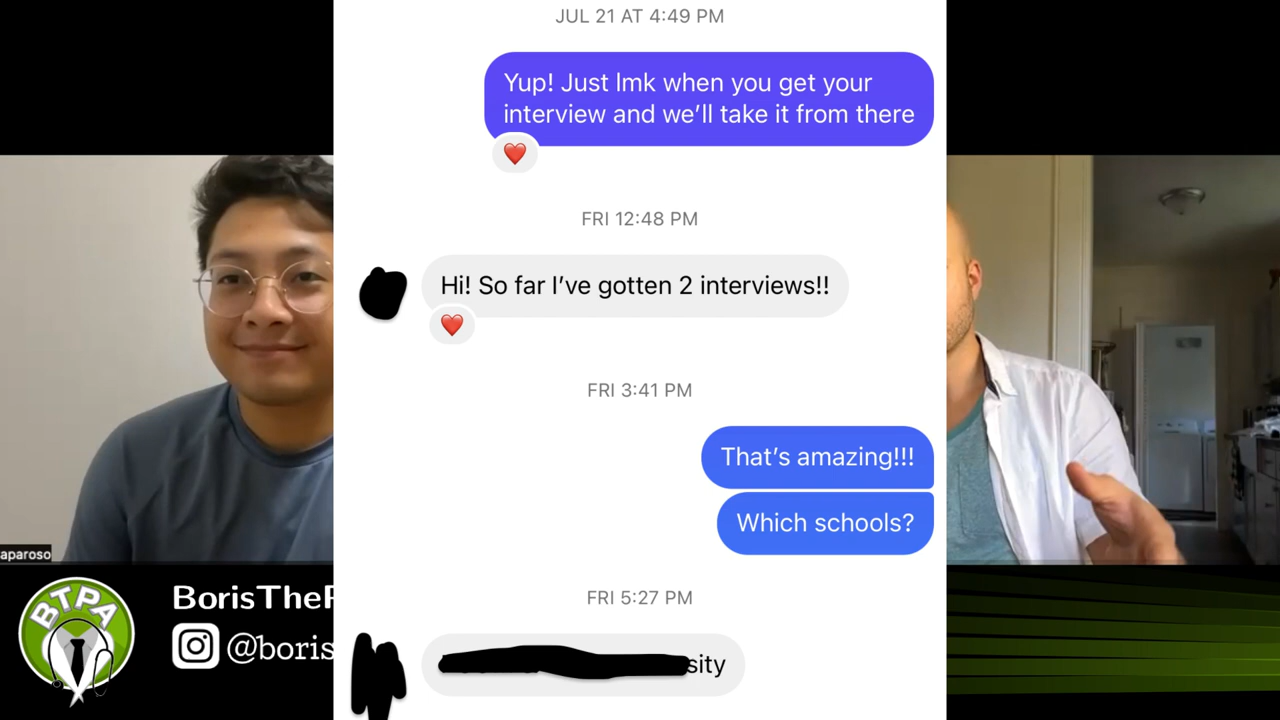 JUL 21 AT 4:49 PM
Yup! Just lmk when you get your
interview and we’ll take it from there
FRI 12:48 PM
Hi! So far I’ve gotten 2 interviews!!
FRI 3:41 PM
That’s amazing!!!
Which schools?
FRI 5:27 PM
sity
aparoso
BTPA
BorisTheP
@boris